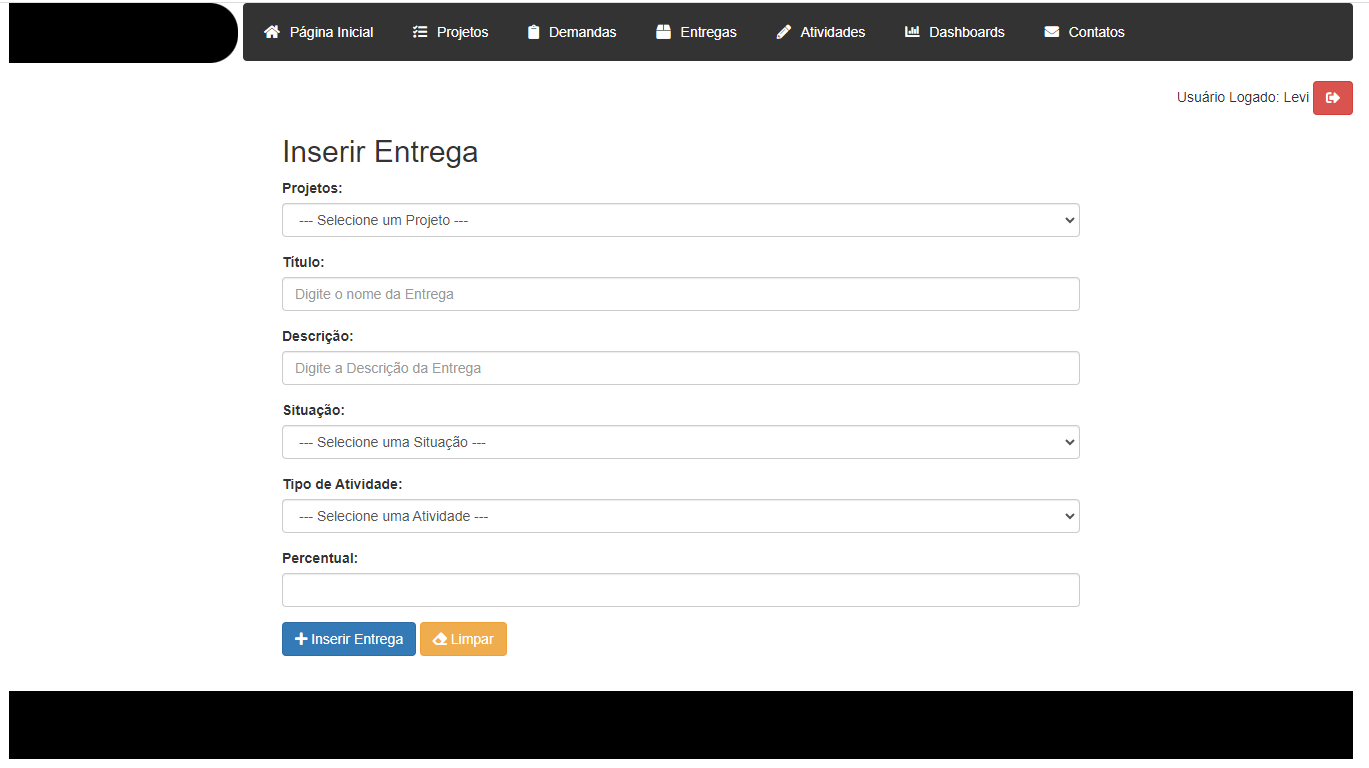 Página Inicial Projetos Demandas Entregas Atividades Dashboards Contatos
Usuário Logado: Levi
Inserir Entrega
Projetos:
--- Selecione um Projeto ---
Título:
Digite o nome da Entrega
Descrição:
Digite a Descrição da Entrega
Situação:
--- Selecione uma Situação ---
Tipo de Atividade:
--- Selecione uma Atividade ---
Percentual:
Inserir Entrega Limpar